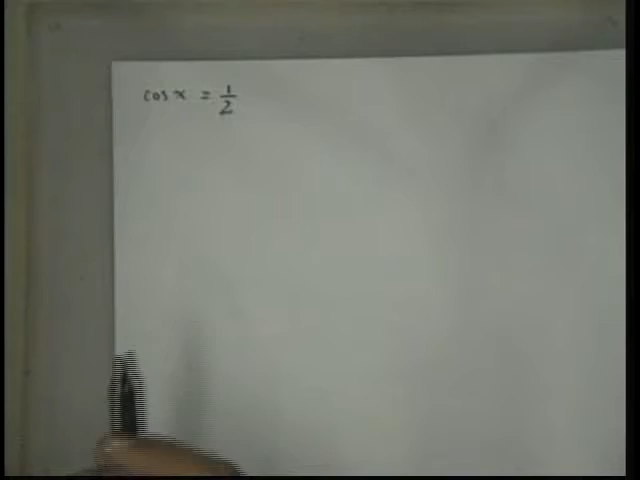 cos x = 1/2